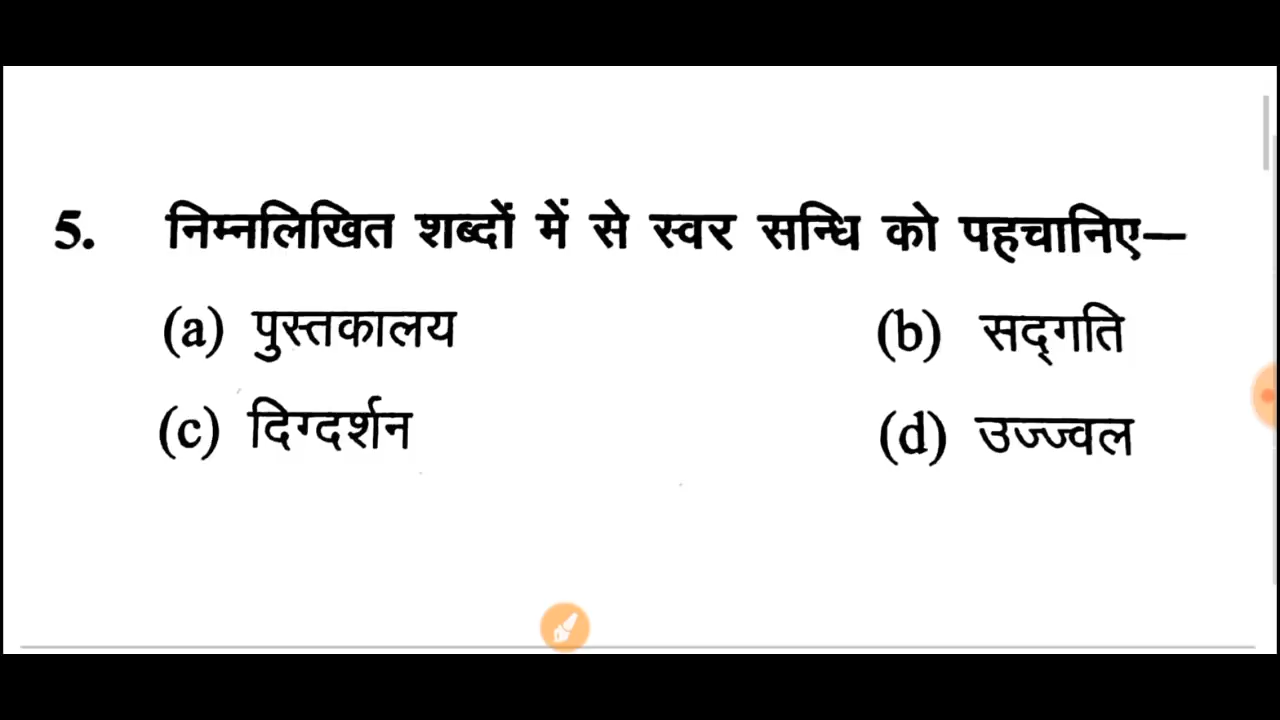 5. निम्नलिखित शब्दों में से स्वर सन्धि को पहचानिए—
(a) पुस्तकालय (b) सद्‌गति
(c) दिग्दर्शन (d) उज्ज्वल